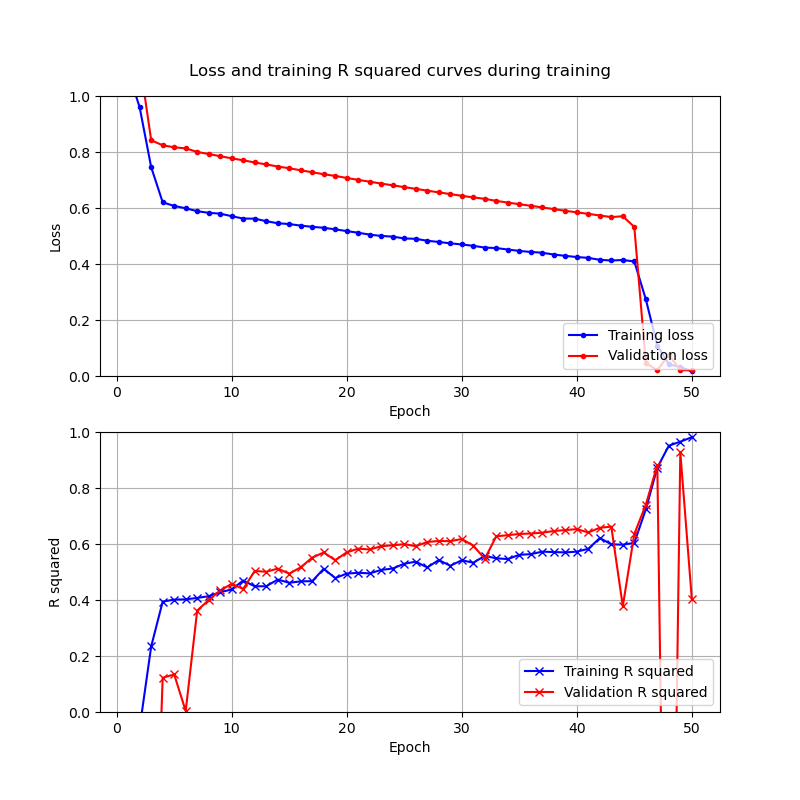 Loss and training R squared curves during training
1.0
0.8
0.6
0.4
0.2
0.0
Loss
Training loss
Validation loss
0 10 20 30 40 50
Epoch
1.0
0.8
0.6
0.4
0.2
0.0
R squared
Training R squared
Validation R squared
0 10 20 30 40 50
Epoch